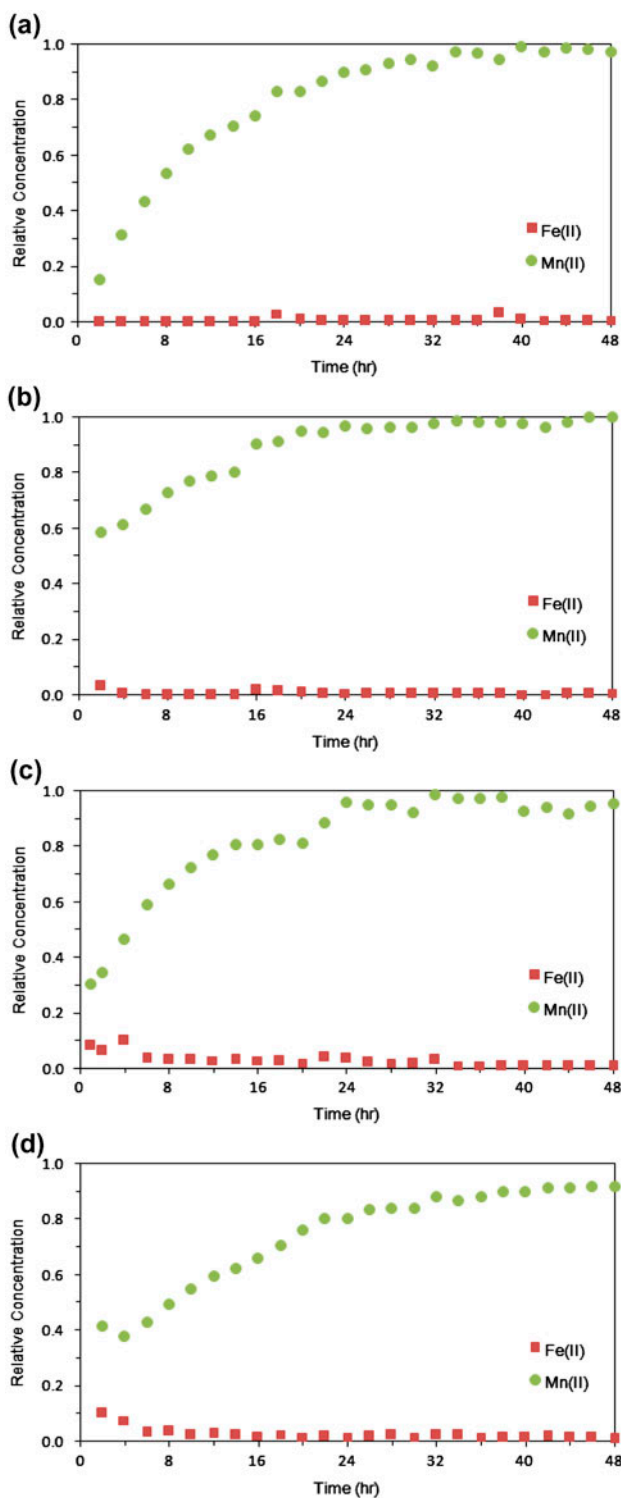 (a)
1.0
0.8
0.6
0.4
0.2
0.0
Relative Concentration
Fe(II)
Mn(II)
0 8 16 24 32 40 48
Time (hr)
(b)
1.0
0.8
0.6
0.4
0.2
0.0
Relative Concentration
Fe(II)
Mn(II)
0 8 16 24 32 40 48
Time (hr)
(c)
1.0
0.8
0.6
0.4
0.2
0.0
Relative Concentration
Fe(II)
Mn(II)
0 8 16 24 32 40 48
Time (hr)
(d)
1.0
0.8
0.6
0.4
0.2
0.0
Relative Concentration
Fe(II)
Mn(II)
0 8 16 24 32 40 48
Time (hr)